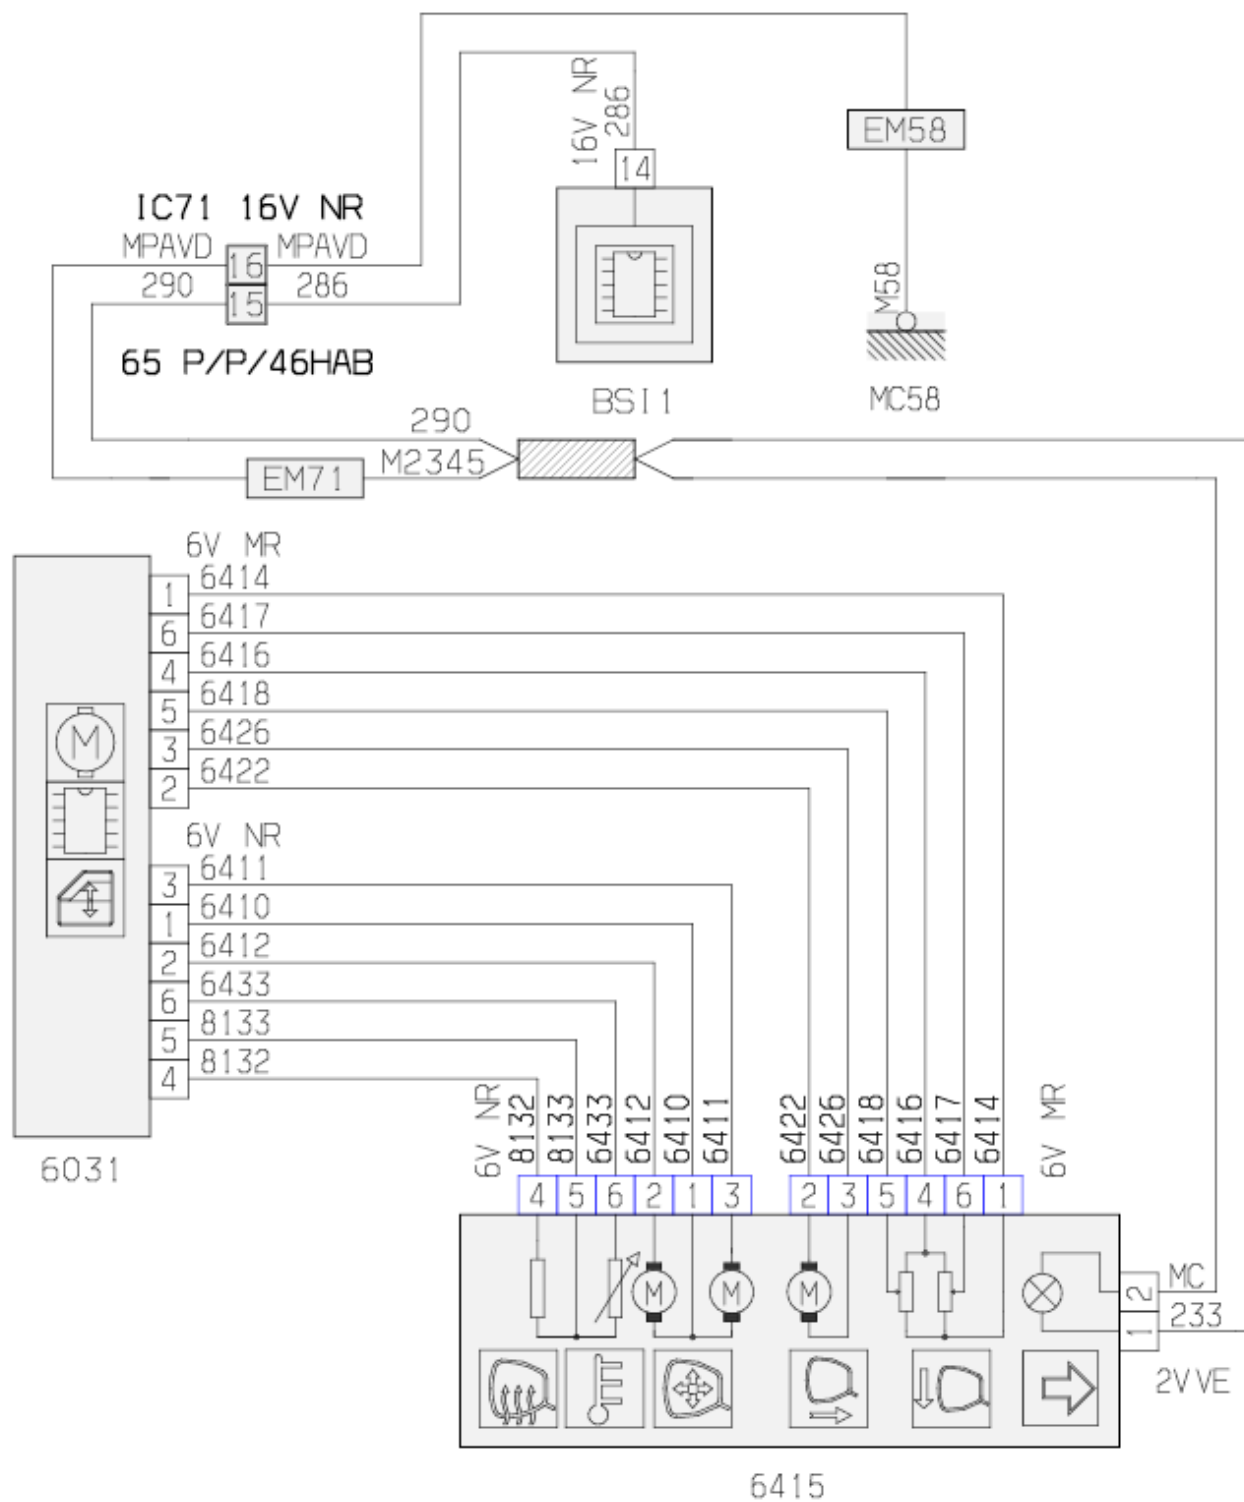 16V NR
286
14
EM58
IC71 16V NR
MPAVD 16 MPAVD
290 15 286
65 P/P/46HAB
BSI1
M58
MC58
290
M2345
EM71
6V MR
1 6414
6 6417
4 6416
5 6418
3 6426
2 6422
M
6V NR
3 6411
1 6410
2 6412
6 6433
5 8133
4 8132
6031
6V NR 8132 8133 6433 6412 6410 6411 6422 6426 6418 6416 6417 6414 6V MR
4 5 6 2 1 3 2 3 5 4 6 1
M M M
2 MC
1 233
2V VE
6415